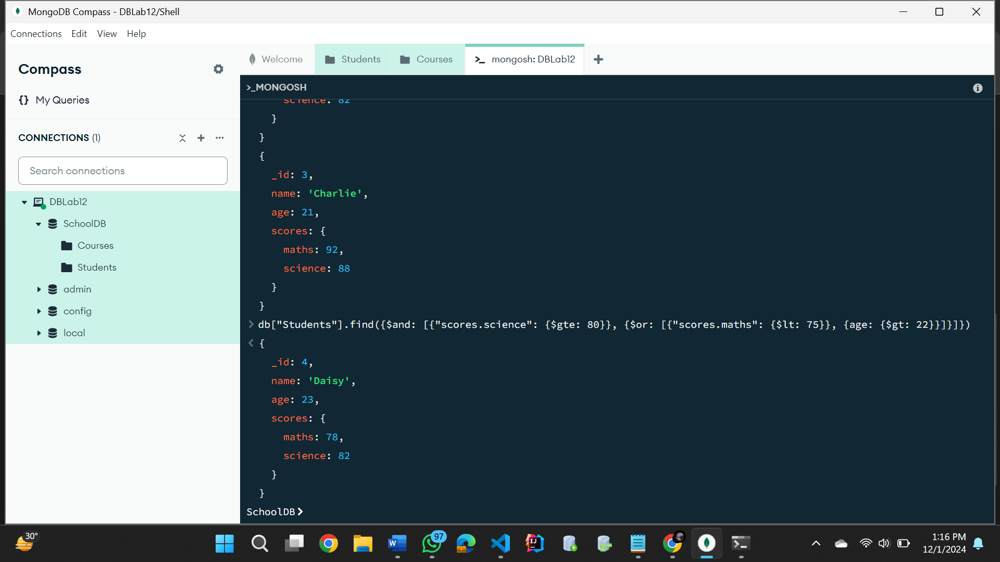 MongoDB Compass - DBLab12/Shell
Connections Edit View Help
Compass
{} My Queries
CONNECTIONS (1)
Search connections
DBLab12
SchoolDB
Courses
Students
admin
config
local
Welcome Students Courses >_ mongosh: DBLab12
>_MONGOSH
science: 82
}
}
{
_id: 3,
name: 'Charlie',
age: 21,
scores: {
maths: 92,
science: 88
}
}
> db["Students"].find({$and: [{"scores.science": {$gte: 80}}, {$or: [{"scores.maths": {$lt: 75}}, {age: {$gt: 22}}]}]})
< {
_id: 4,
name: 'Daisy',
age: 23,
scores: {
maths: 78,
science: 82
}
}
SchoolDB>
30°
97
1:16 PM
12/1/2024